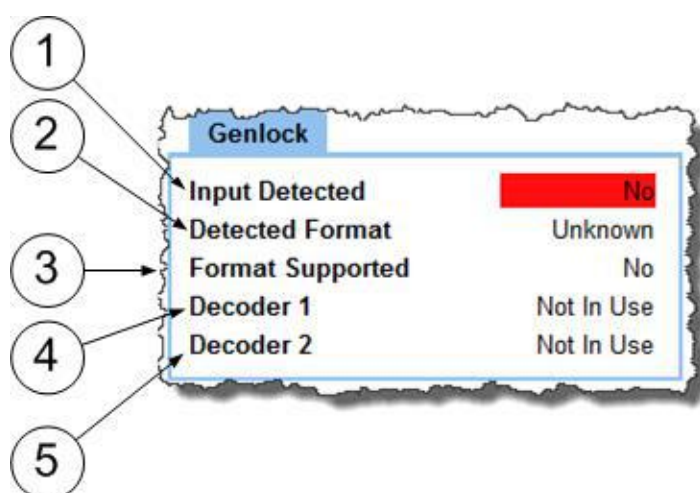 1
2
3
4
5
Genlock
Input Detected No
Detected Format Unknown
Format Supported No
Decoder 1 Not In Use
Decoder 2 Not In Use